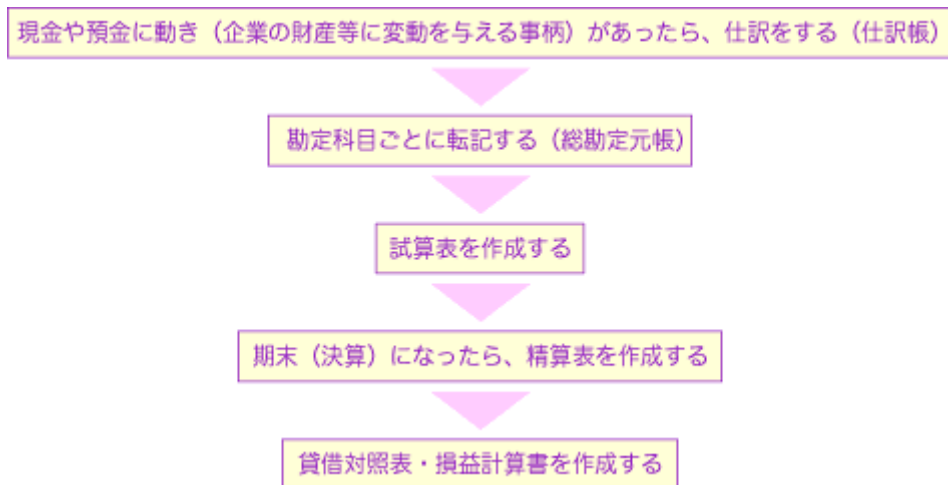 現金や預金に動き（企業の財産等に変動を与える事柄）があったら、仕訳をする（仕訳帳）
勘定科目ごとに転記する（総勘定元帳）
試算表を作成する
期末（決算）になったら、精算表を作成する
貸借対照表・損益計算書を作成する